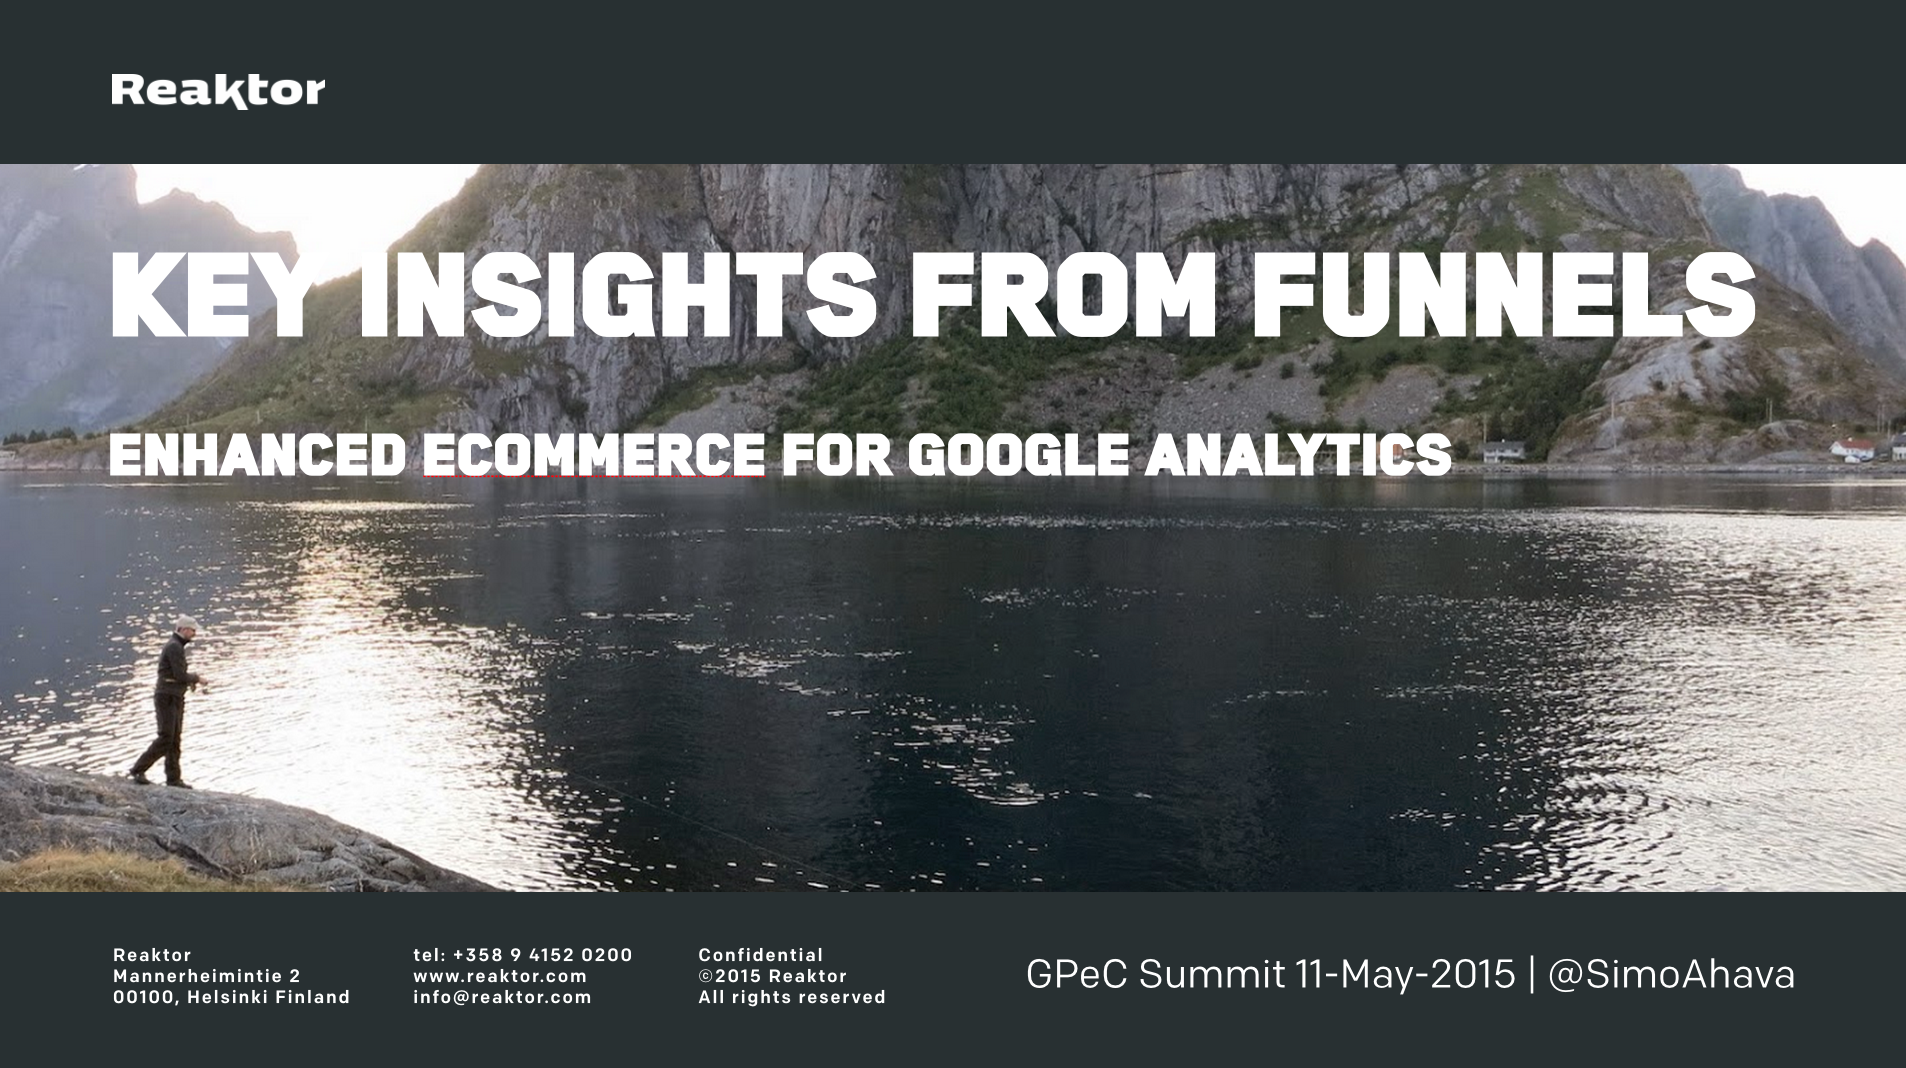 Reaktor
KEY INSIGHTS FROM FUNNELS
ENHANCED ECOMMERCE FOR GOOGLE ANALYTICS
Reaktor
Mannerheimintie 2
00100, Helsinki Finland
tel: +358 9 4152 0200
www.reaktor.com
info@reaktor.com
Confidential
©2015 Reaktor
All rights reserved
GPeC Summit 11-May-2015 | @SimoAhava